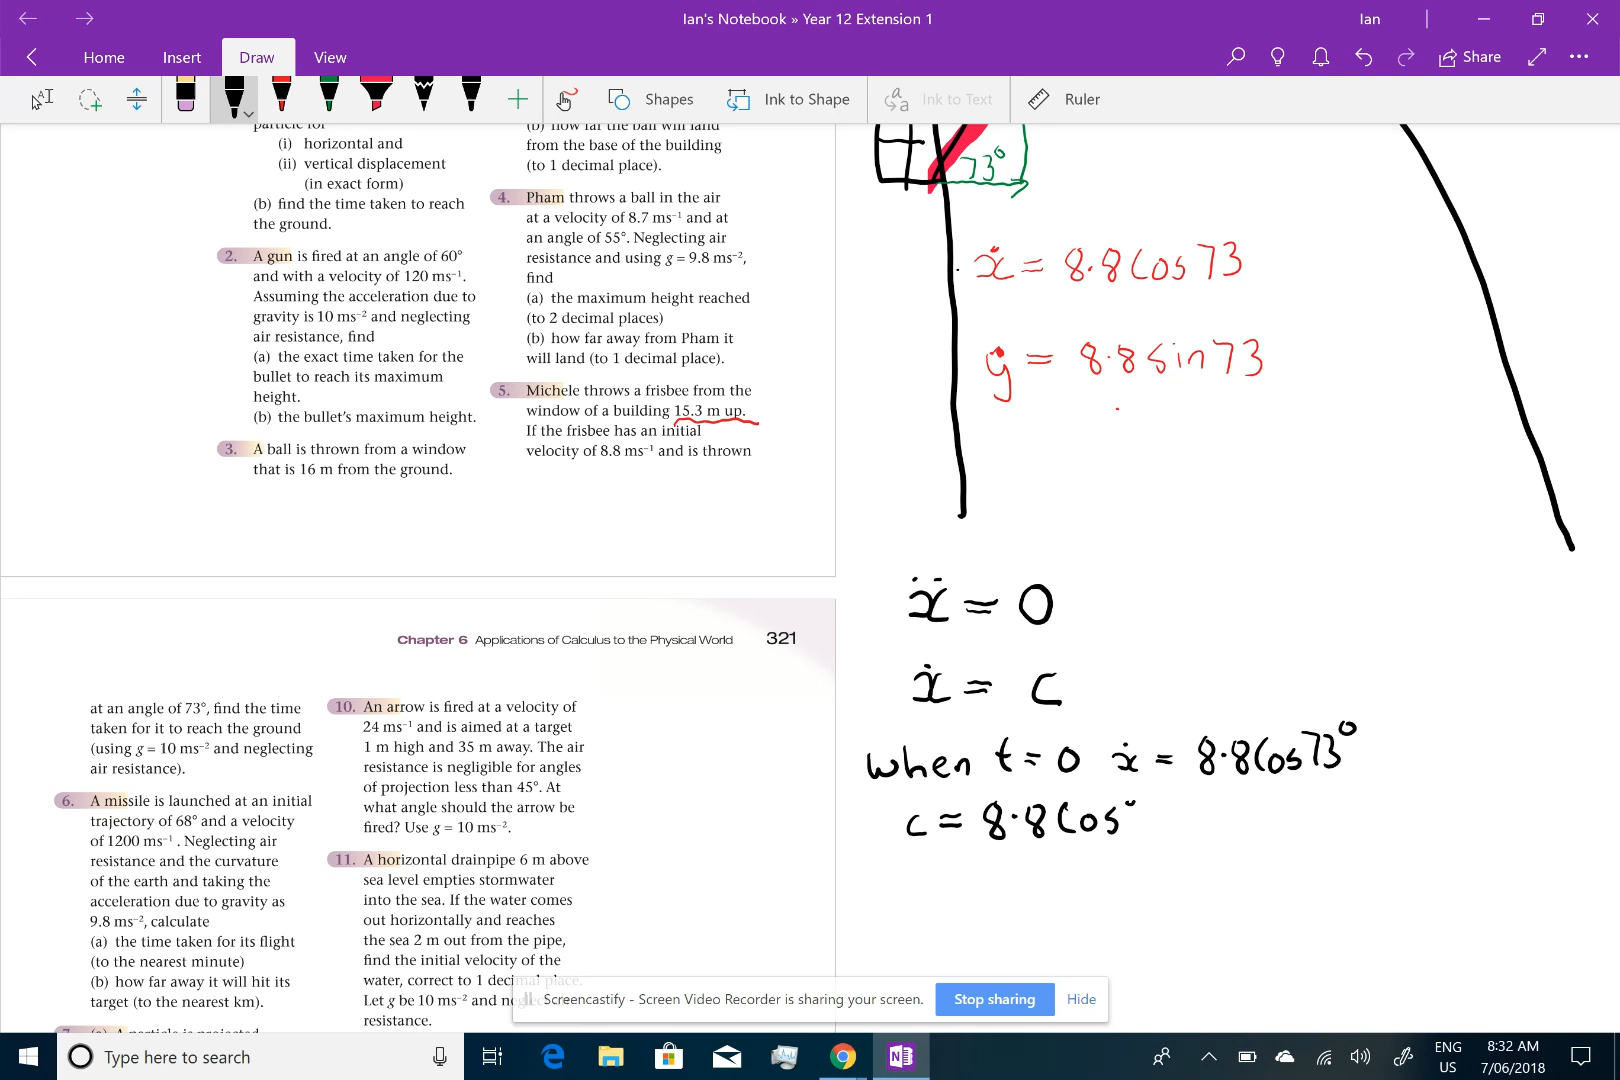 Ian's Notebook » Year 12 Extension 1
Ian
Home Insert Draw View
Share
Shapes
Ink to Shape
Ink to Text
Ruler
particle for
(i) horizontal and
(ii) vertical displacement
(in exact form)
(b) find the time taken to reach
the ground.
2. A gun is fired at an angle of 60°
and with a velocity of 120 ms⁻¹.
Assuming the acceleration due to
gravity is 10 ms⁻² and neglecting
air resistance, find
(a) the exact time taken for the
bullet to reach its maximum
height.
(b) the bullet's maximum height.
3. A ball is thrown from a window
that is 16 m from the ground.
(b) how far the ball will land
from the base of the building
(to 1 decimal place).
4. Pham throws a ball in the air
at a velocity of 8.7 ms⁻¹ and at
an angle of 55°. Neglecting air
resistance and using g = 9.8 ms⁻²,
find
(a) the maximum height reached
(to 2 decimal places)
(b) how far away from Pham it
will land (to 1 decimal place).
5. Michele throws a frisbee from the
window of a building 15.3 m up.
If the frisbee has an initial
velocity of 8.8 ms⁻¹ and is thrown
Chapter 6 Applications of Calculus to the Physical World 321
at an angle of 73°, find the time
taken for it to reach the ground
(using g = 10 ms⁻² and neglecting
air resistance).
6. A missile is launched at an initial
trajectory of 68° and a velocity
of 1200 ms⁻¹. Neglecting air
resistance and the curvature
of the earth and taking the
acceleration due to gravity as
9.8 ms⁻², calculate
(a) the time taken for its flight
(to the nearest minute)
(b) how far away it will hit its
target (to the nearest km).
7. (a) A particle is projected
10. An arrow is fired at a velocity of
24 ms⁻¹ and is aimed at a target
1 m high and 35 m away. The air
resistance is negligible for angles
of projection less than 45°. At
what angle should the arrow be
fired? Use g = 10 ms⁻².
11. A horizontal drainpipe 6 m above
sea level empties stormwater
into the sea. If the water comes
out horizontally and reaches
the sea 2 m out from the pipe,
find the initial velocity of the
water, correct to 1 decimal place.
Let g be 10 ms⁻² and
resistance.
73°
ẋ = 8.8 cos 73
ẏ = 8.8 sin 73
ẍ = 0
ẋ = c
when t = 0 ẋ = 8.8 cos 73°
c = 8.8 cos
Screencastify - Screen Video Recorder is sharing your screen.
Stop sharing
Hide
Type here to search
ENG
US
8:32 AM
7/06/2018